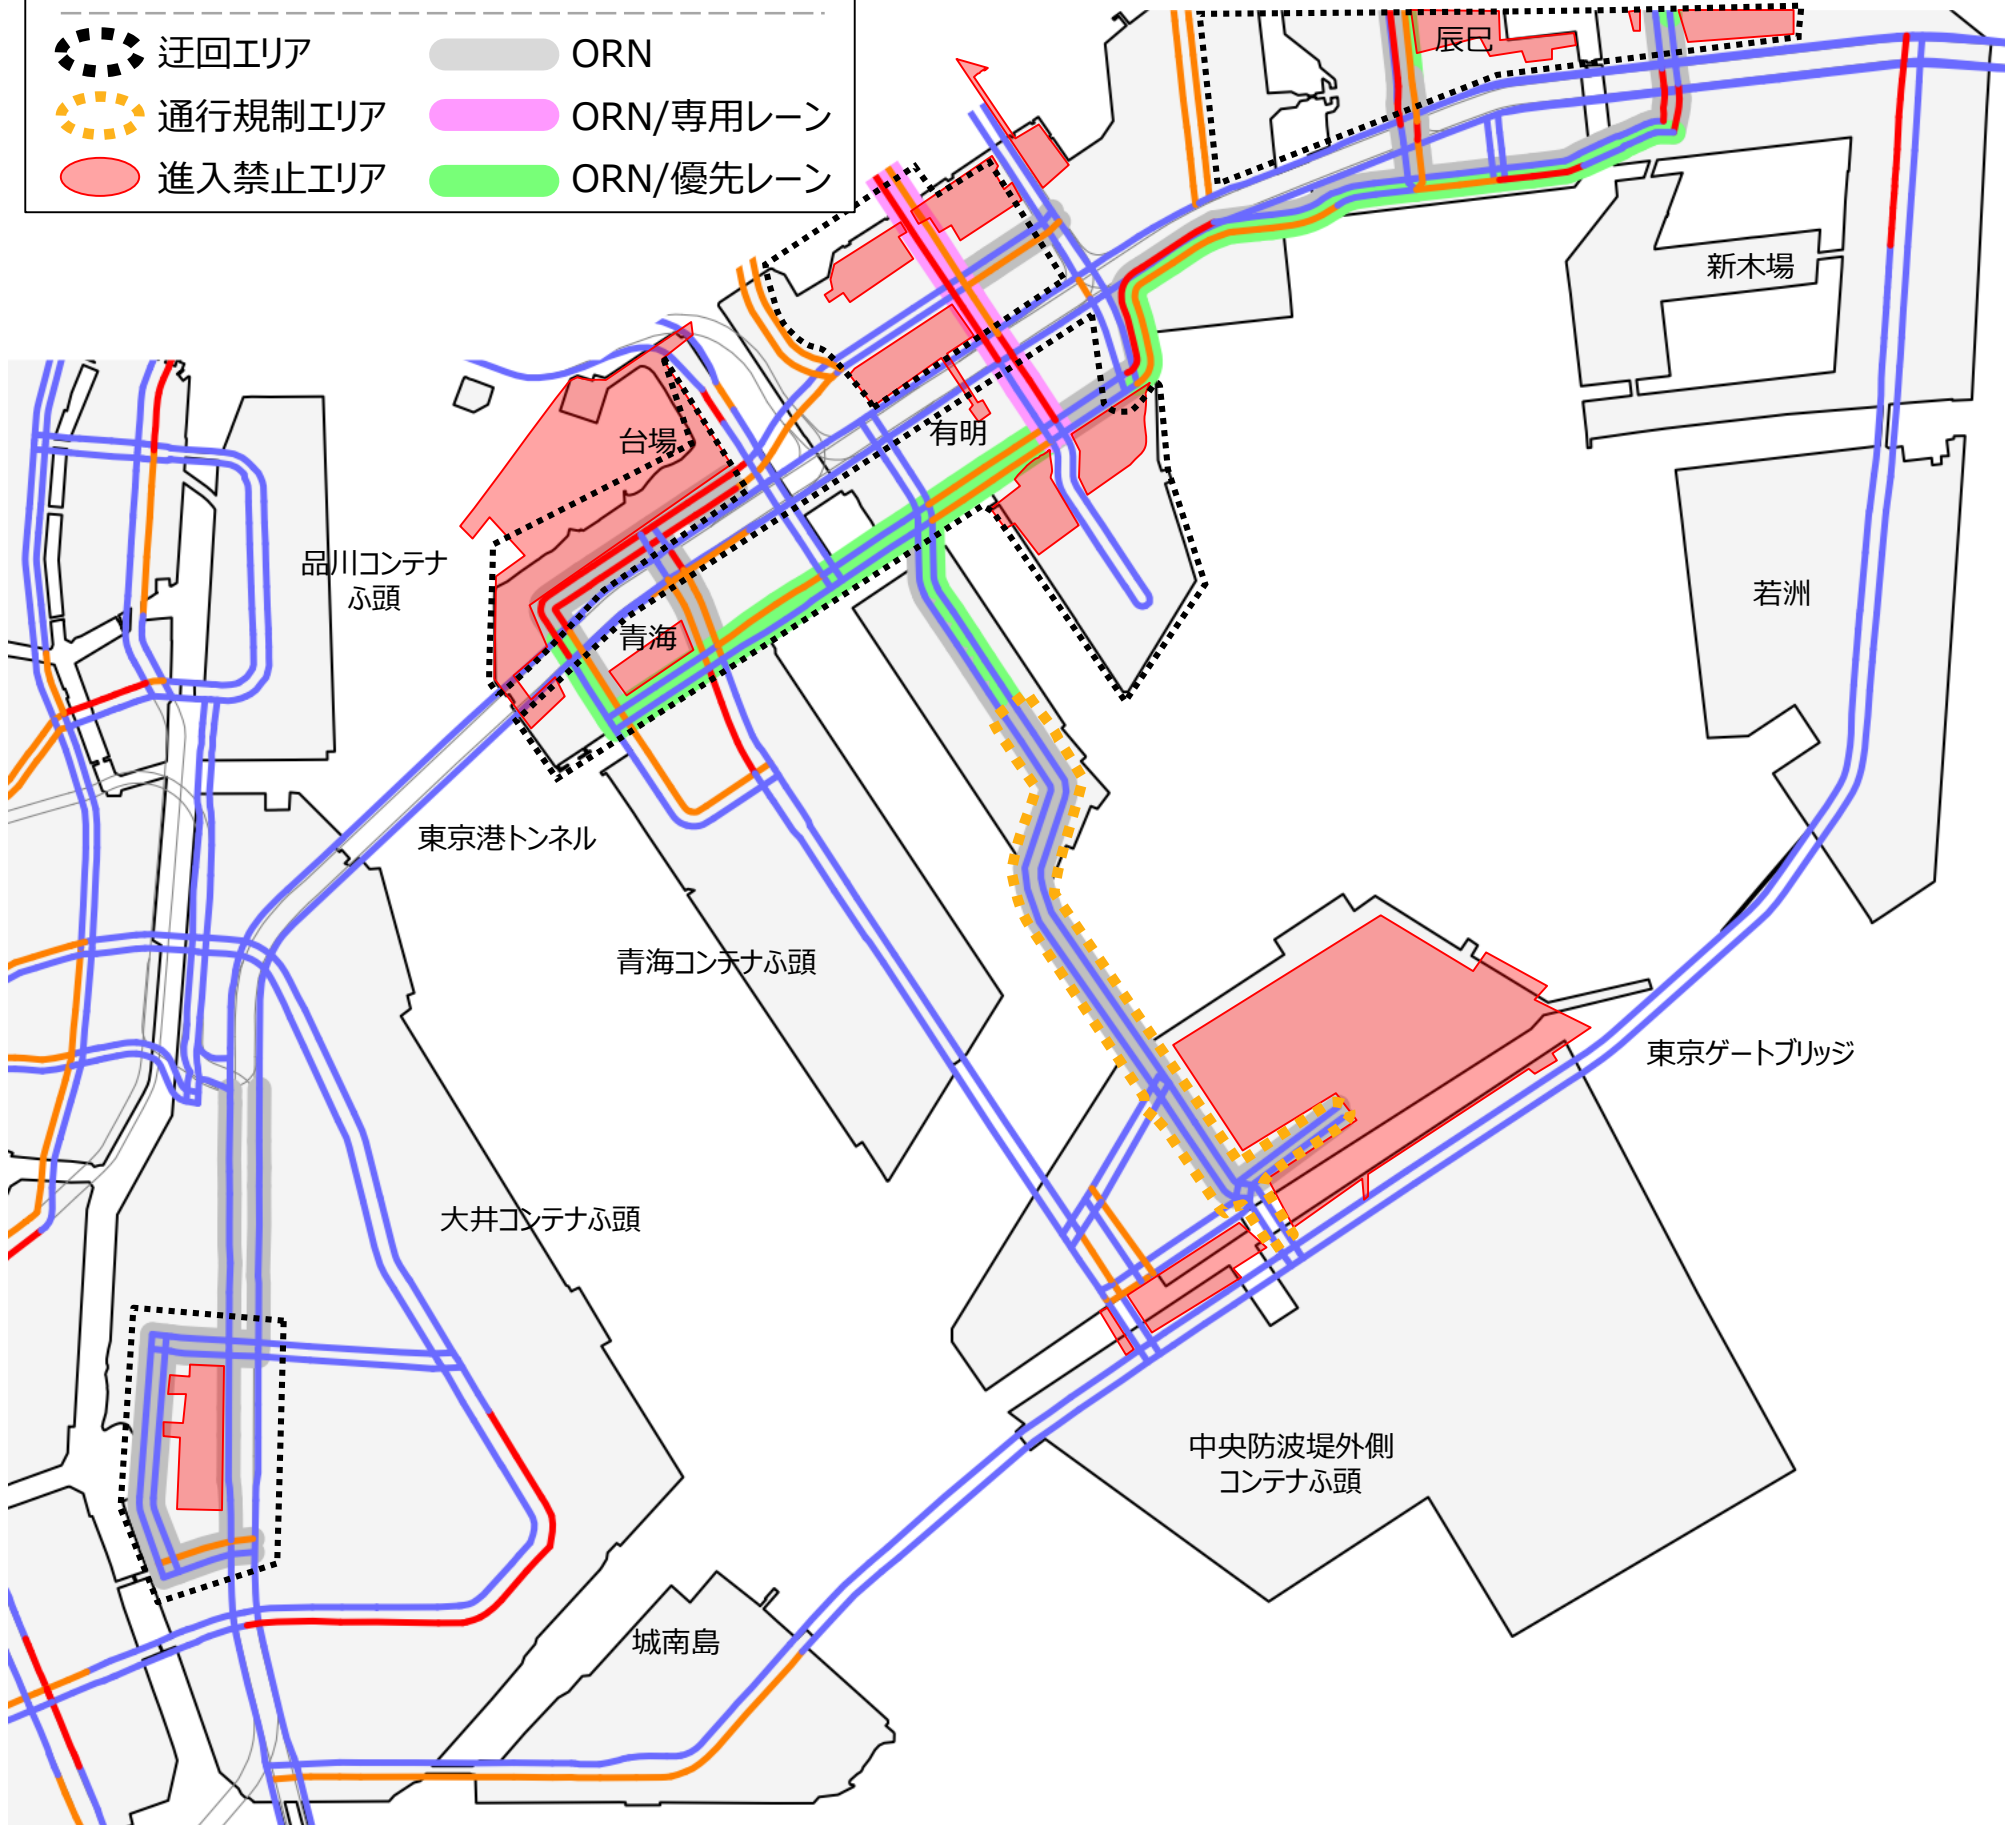 迂回エリア
ORN
通行規制エリア
ORN/専用レーン
進入禁止エリア
ORN/優先レーン
辰巳
新木場
台場
有明
品川コンテナ
ふ頭
青海
若洲
東京港トンネル
青海コンテナふ頭
東京ゲートブリッジ
大井コンテナふ頭
中央防波堤外側
コンテナふ頭
城南島